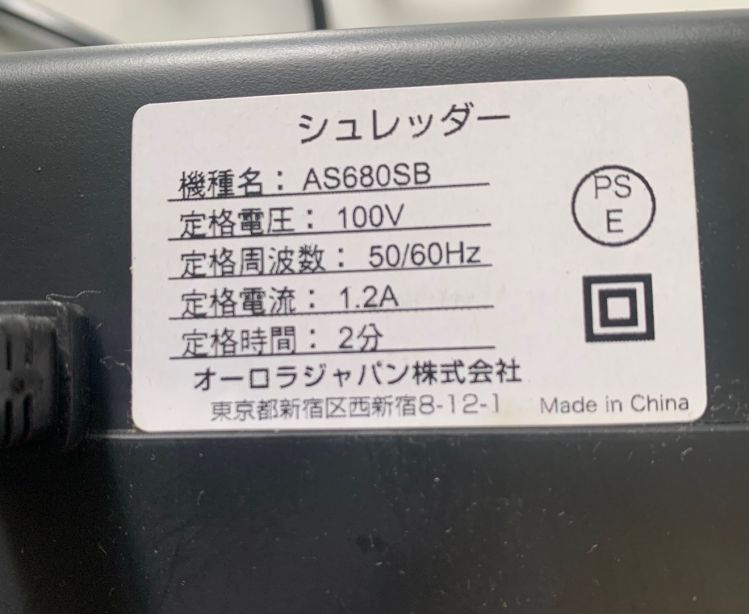 シュレッダー
機種名： AS680SB
定格電圧： 100V
定格周波数： 50/60Hz
定格電流： 1.2A
定格時間： 2分
オーロラジャパン株式会社
東京都新宿区西新宿8-12-1 Made in China
PS
E